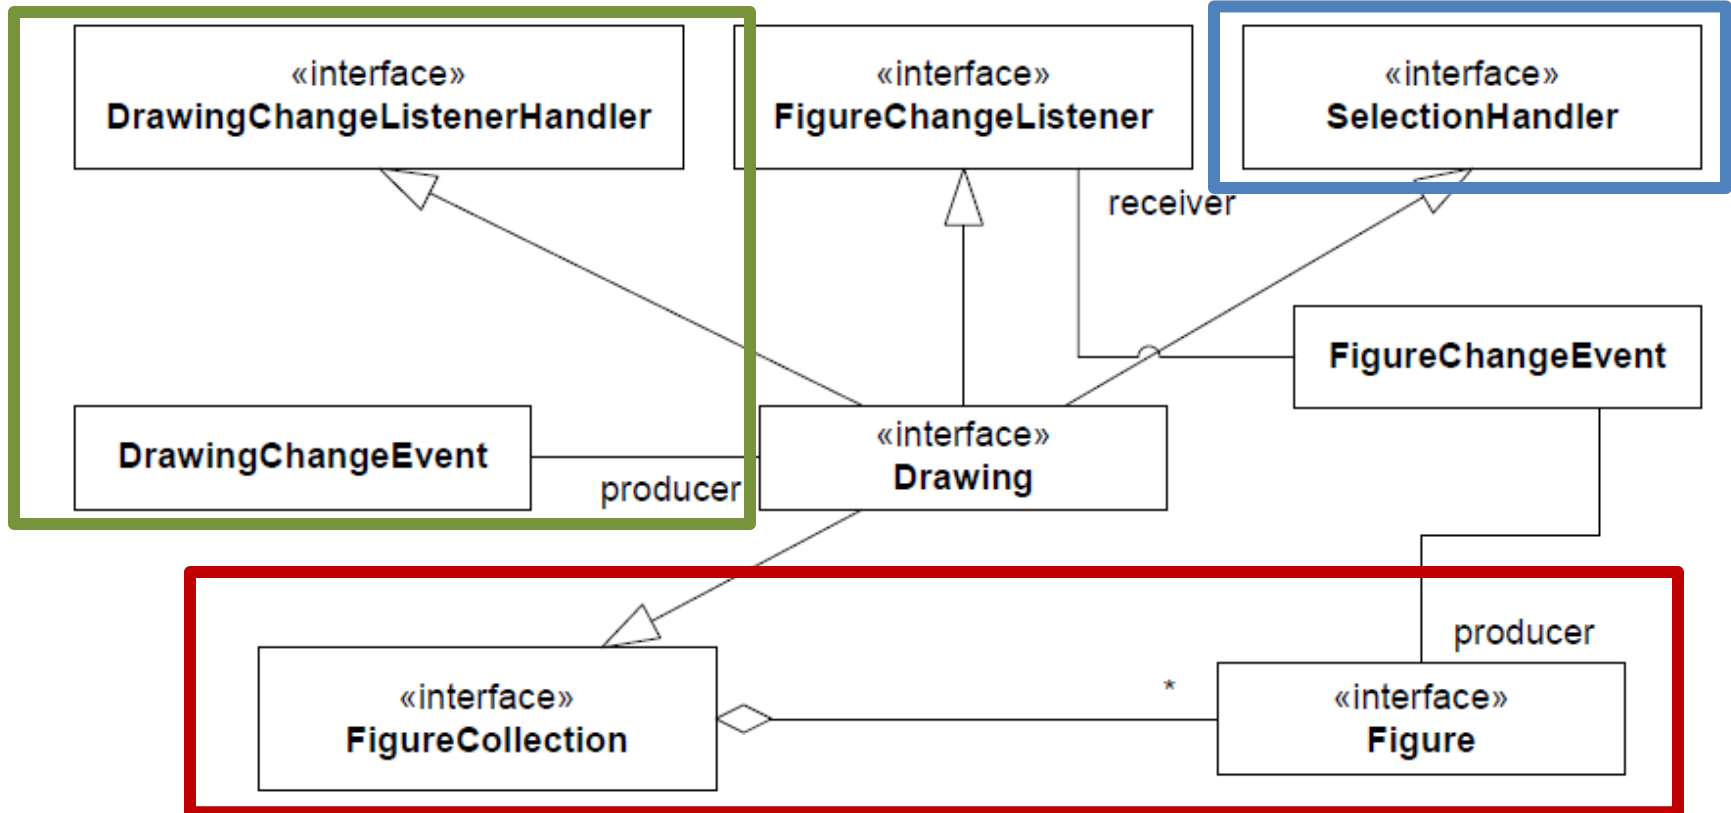 «interface»
DrawingChangeListenerHandler
«interface»
FigureChangeListener
«interface»
SelectionHandler
receiver
FigureChangeEvent
DrawingChangeEvent
producer
«interface»
Drawing
producer
«interface»
FigureCollection
*
«interface»
Figure